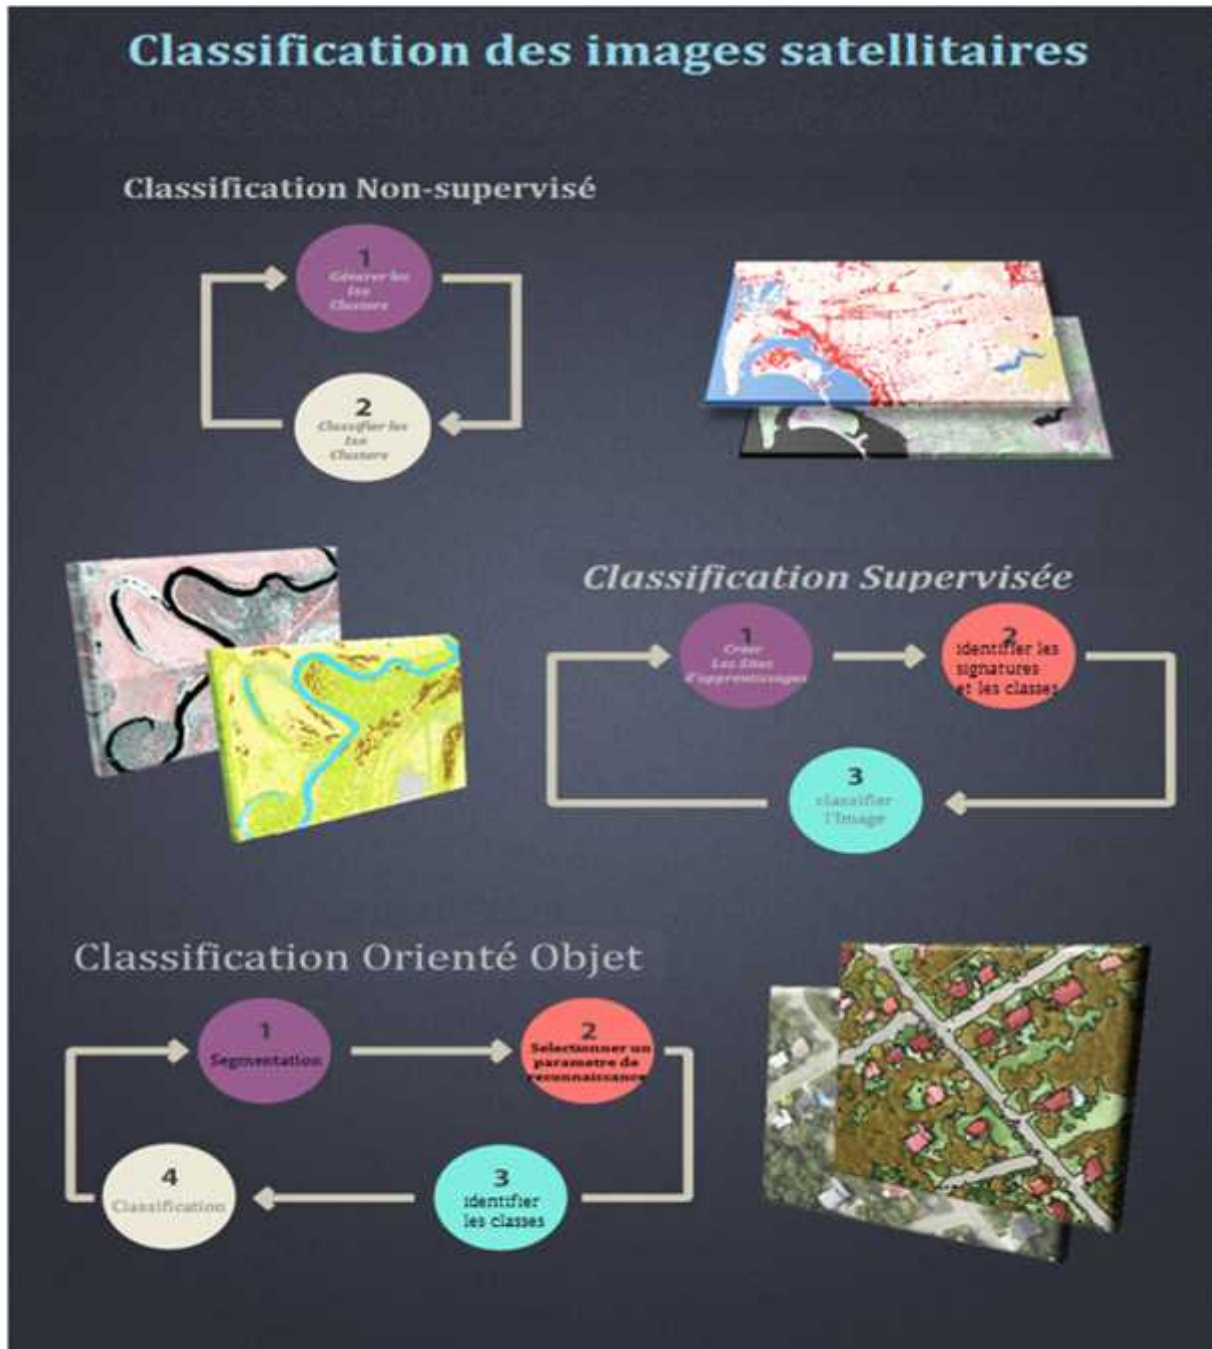 Classification des images satellitaires
Classification Non-supervisé
1
Générer les
Iso
Clusters
2
Classifier les
Iso
Clusters
Classification Supervisée
1
Créer
Les Sites
d'apprentissages
2
identifier les
signatures
et les classes
3
classifier
l'Image
Classification Orienté Objet
1
Segmentation
2
Selectionner un
parametre de
reconnaissance
3
identifier
les classes
4
Classification